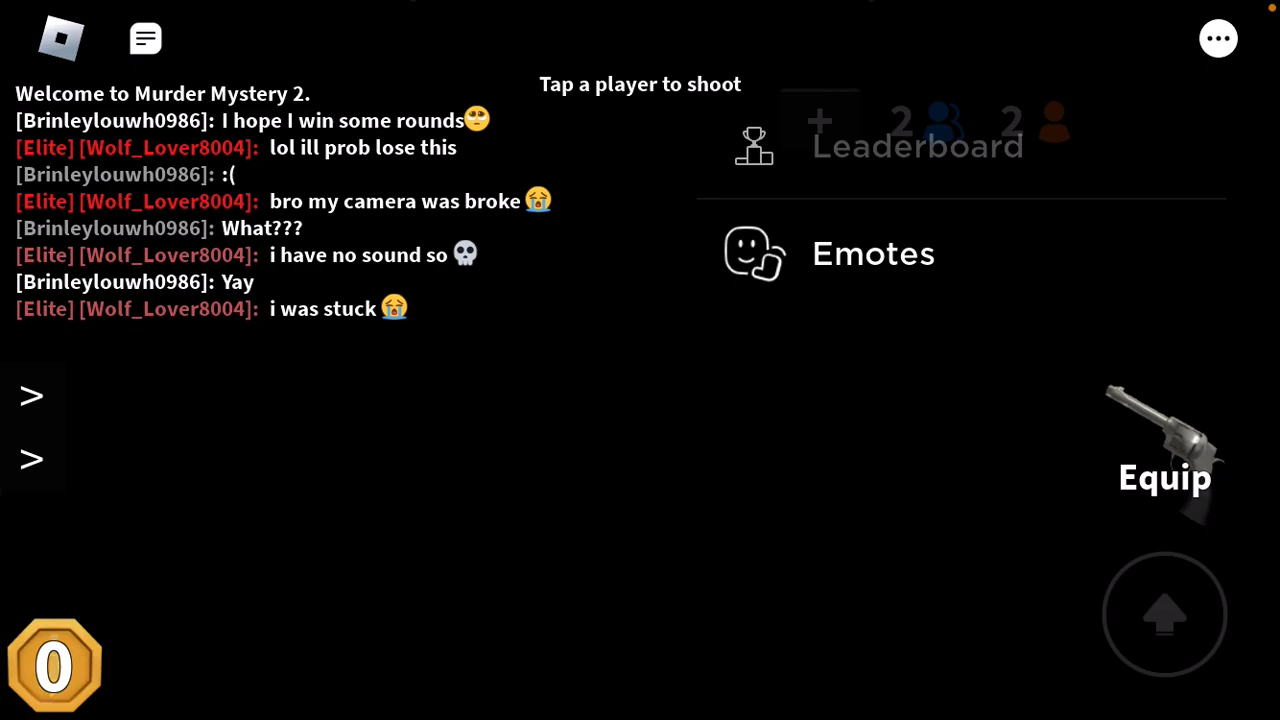 Tap a player to shoot
Welcome to Murder Mystery 2.
[Brinleylouwh0986]: I hope I win some rounds🥺
[Elite] [Wolf_Lover8004]: lol ill prob lose this
[Brinleylouwh0986]: :(
[Elite] [Wolf_Lover8004]: bro my camera was broke😭
[Brinleylouwh0986]: What???
[Elite] [Wolf_Lover8004]: i have no sound so💀
[Brinleylouwh0986]: Yay
[Elite] [Wolf_Lover8004]: i was stuck😭
+ 2 2
Leaderboard
Emotes
>
>
Equip
0